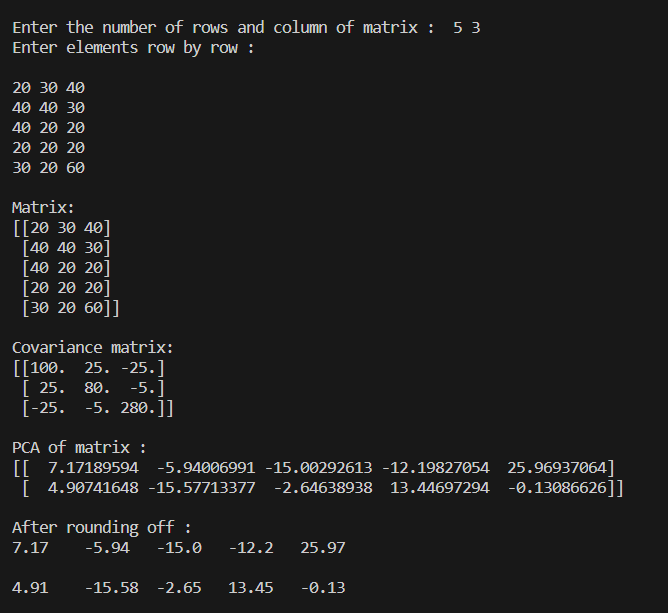 Enter the number of rows and column of matrix :  5 3
Enter elements row by row :
20 30 40
40 40 30
40 20 20
20 20 20
30 20 60
Matrix:
[[20 30 40]
 [40 40 30]
 [40 20 20]
 [20 20 20]
 [30 20 60]]
Covariance matrix:
[[100.  25. -25.]
 [ 25.  80.  -5.]
 [-25.  -5. 280.]]
PCA of matrix :
[[  7.17189594  -5.94006991 -15.00292613 -12.19827054  25.96937064]
 [  4.90741648 -15.57713377  -2.64638938  13.44697294  -0.13086626]]
After rounding off :
7.17    -5.94   -15.0   -12.2   25.97
4.91    -15.58  -2.65   13.45   -0.13